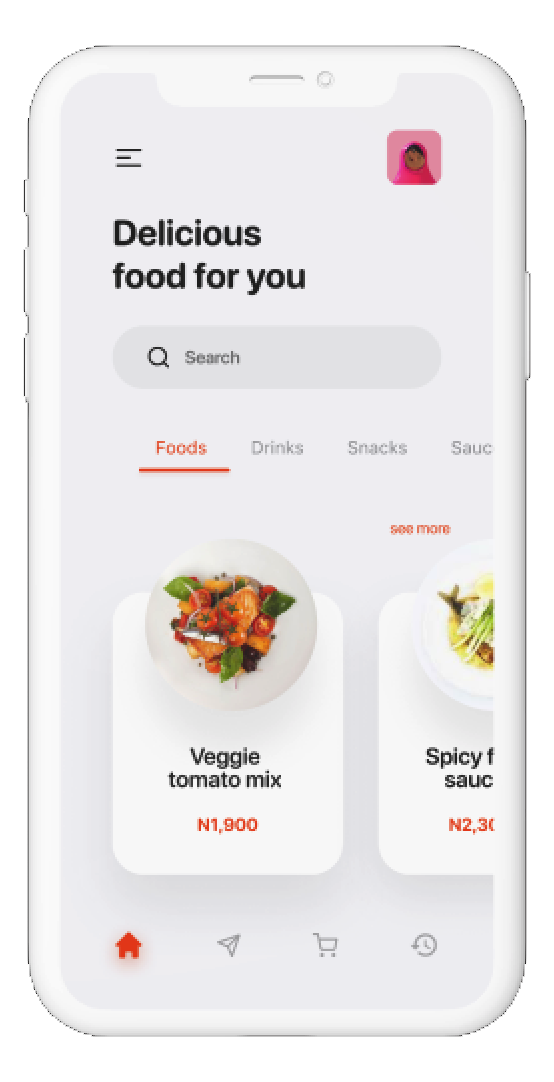 Delicious
food for you
Search
Foods Drinks Snacks Sauc
see more
Veggie
tomato mix
N1,900
Spicy f
sauc
N2,30